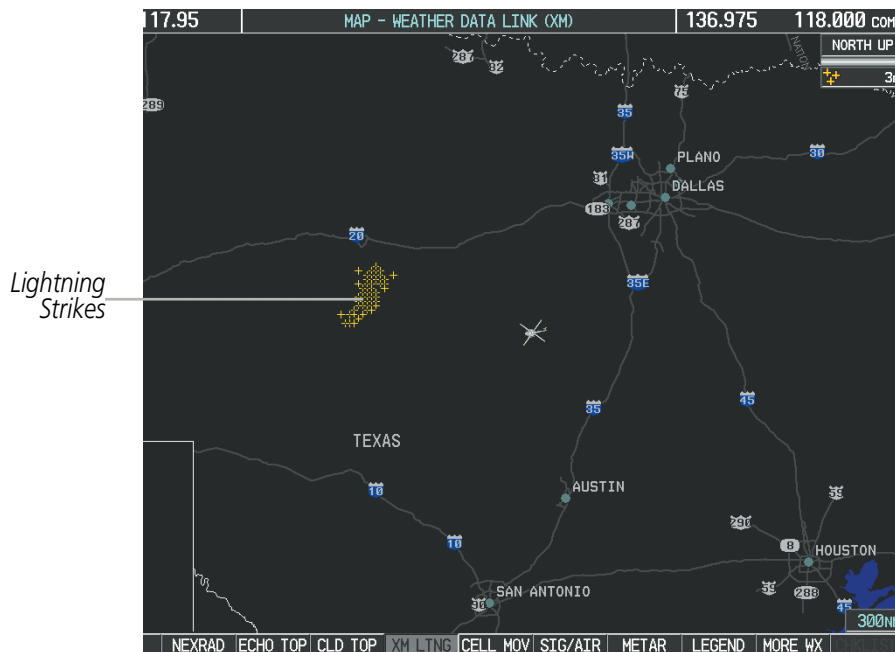 117.95 MAP – WEATHER DATA LINK (XM) 136.975 118.000 COM
NATION
NORTH UP
287
82
3
289
75
35
35W
30
PLANO
81
DALLAS
183
287
20
Lightning
Strikes
35E
35
45
TEXAS
10
AUSTIN
59
290
10
8
HOUSTON
59
288
SAN ANTONIO
90
45
300NM
NEXRAD ECHO TOP CLD TOP XM LTNG CELL MOV SIG/AIR METAR LEGEND MORE WX